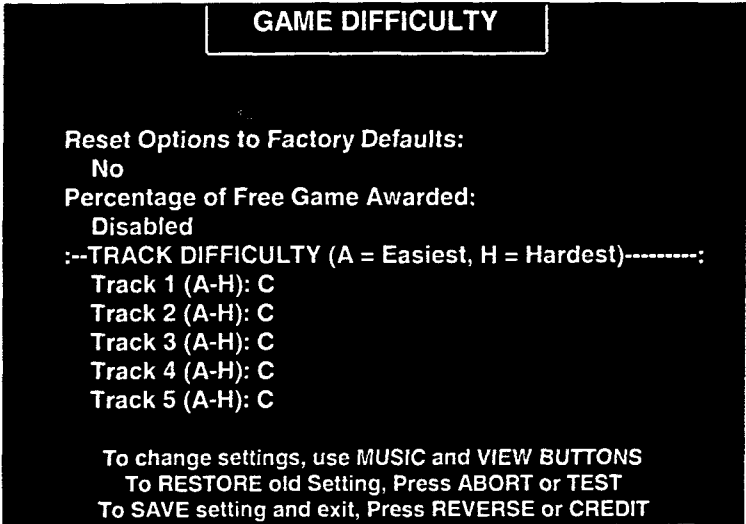 GAME DIFFICULTY
Reset Options to Factory Defaults:
No
Percentage of Free Game Awarded:
Disabled
:--TRACK DIFFICULTY (A = Easiest, H = Hardest)---------:
Track 1 (A-H): C
Track 2 (A-H): C
Track 3 (A-H): C
Track 4 (A-H): C
Track 5 (A-H): C
To change settings, use MUSIC and VIEW BUTTONS
To RESTORE old Setting, Press ABORT or TEST
To SAVE setting and exit, Press REVERSE or CREDIT